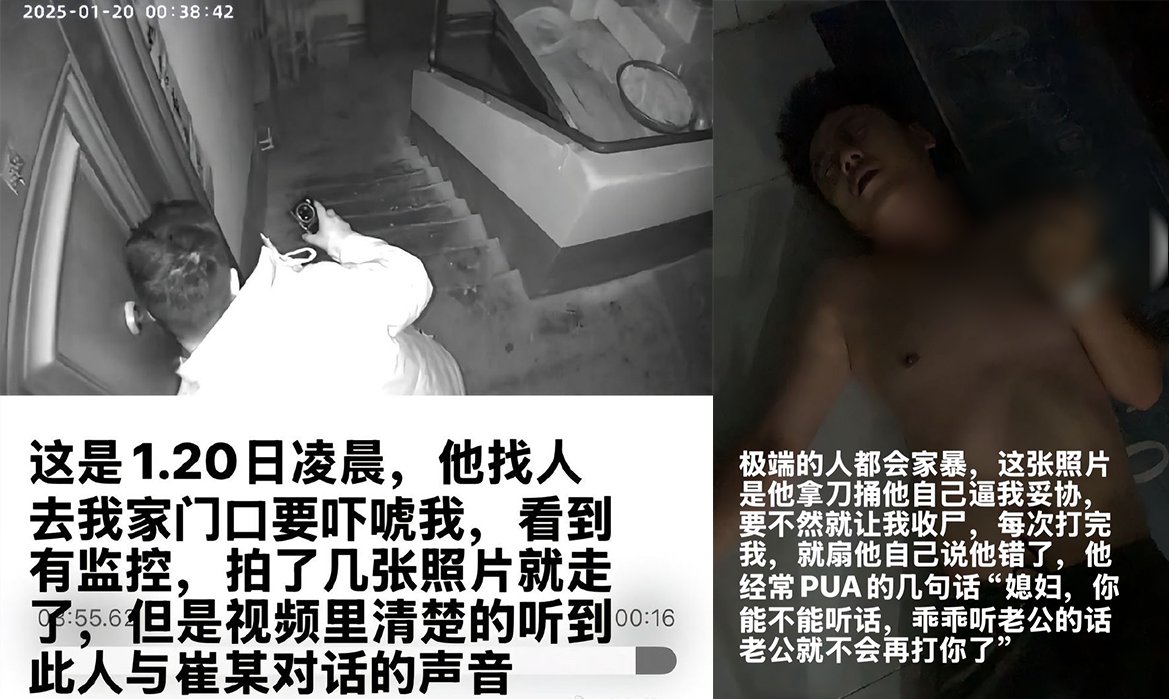 2025-01-20 00:38:42
这是1.20日凌晨，他找人
去我家门口要吓唬我，看到
有监控，拍了几张照片就走
了，但是视频里清楚的听到
此人与崔某对话的声音
00:16
极端的人都会家暴，这张照片
是他拿刀捅他自己逼我妥协，
要不然就让我收尸，每次打完
我，就扇他自己说他错了，他
经常PUA的几句话“媳妇，你
能不能听话，乖乖听老公的话
老公就不会再打你了”